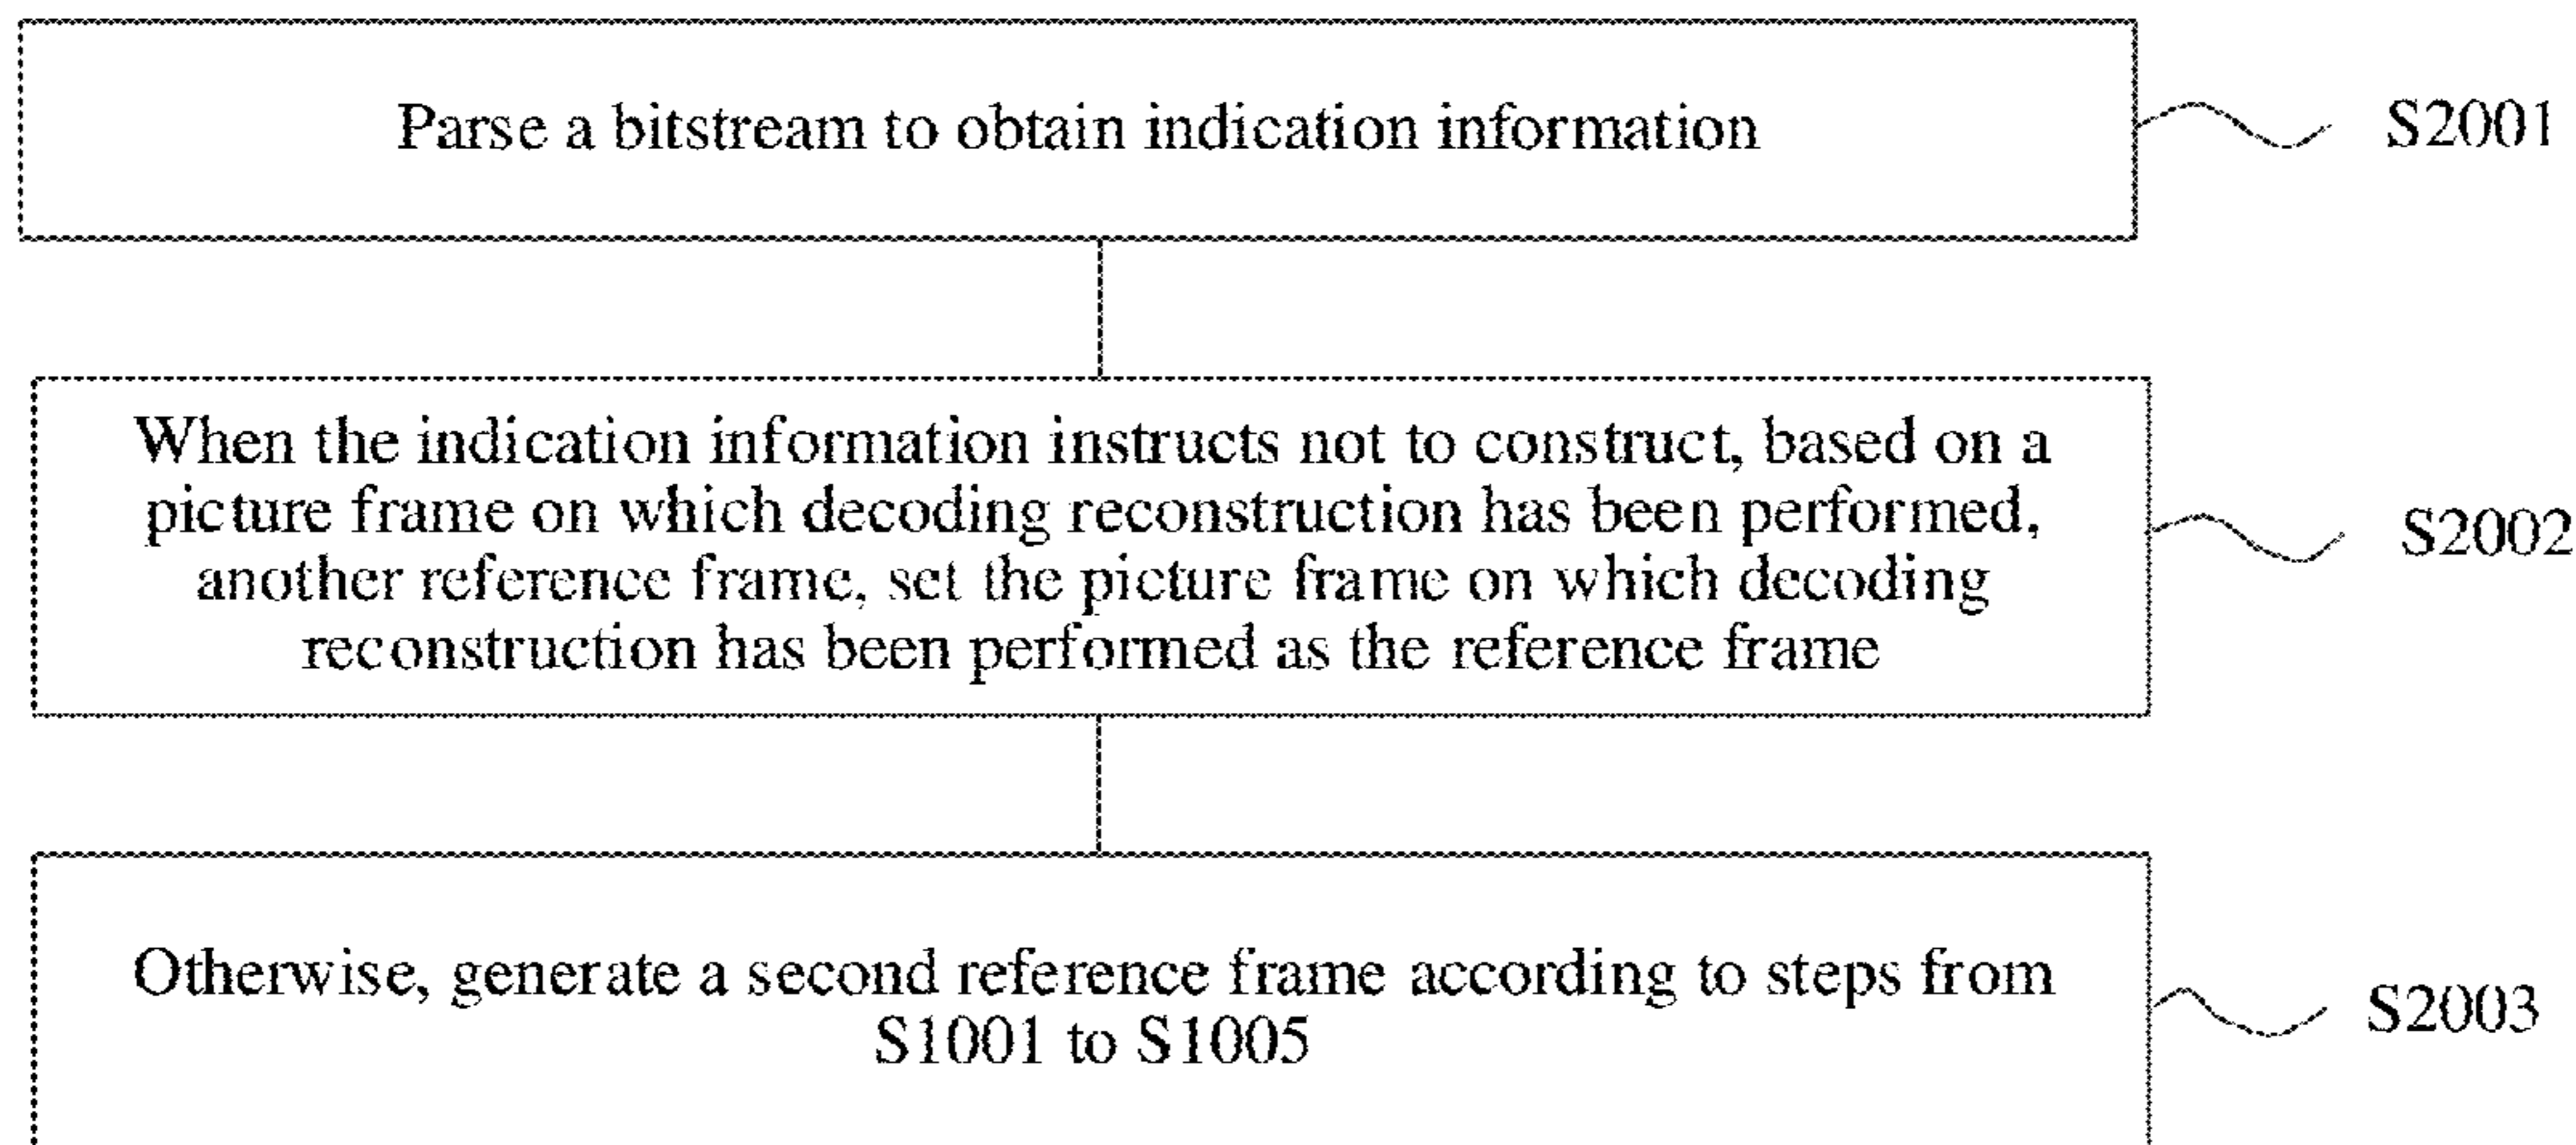 Parse a bitstream to obtain indication information
S2001
When the indication information instructs not to construct, based on a
picture frame on which decoding reconstruction has been performed,
another reference frame, set the picture frame on which decoding
reconstruction has been performed as the reference frame
S2002
Otherwise, generate a second reference frame according to steps from
S1001 to S1005
S2003